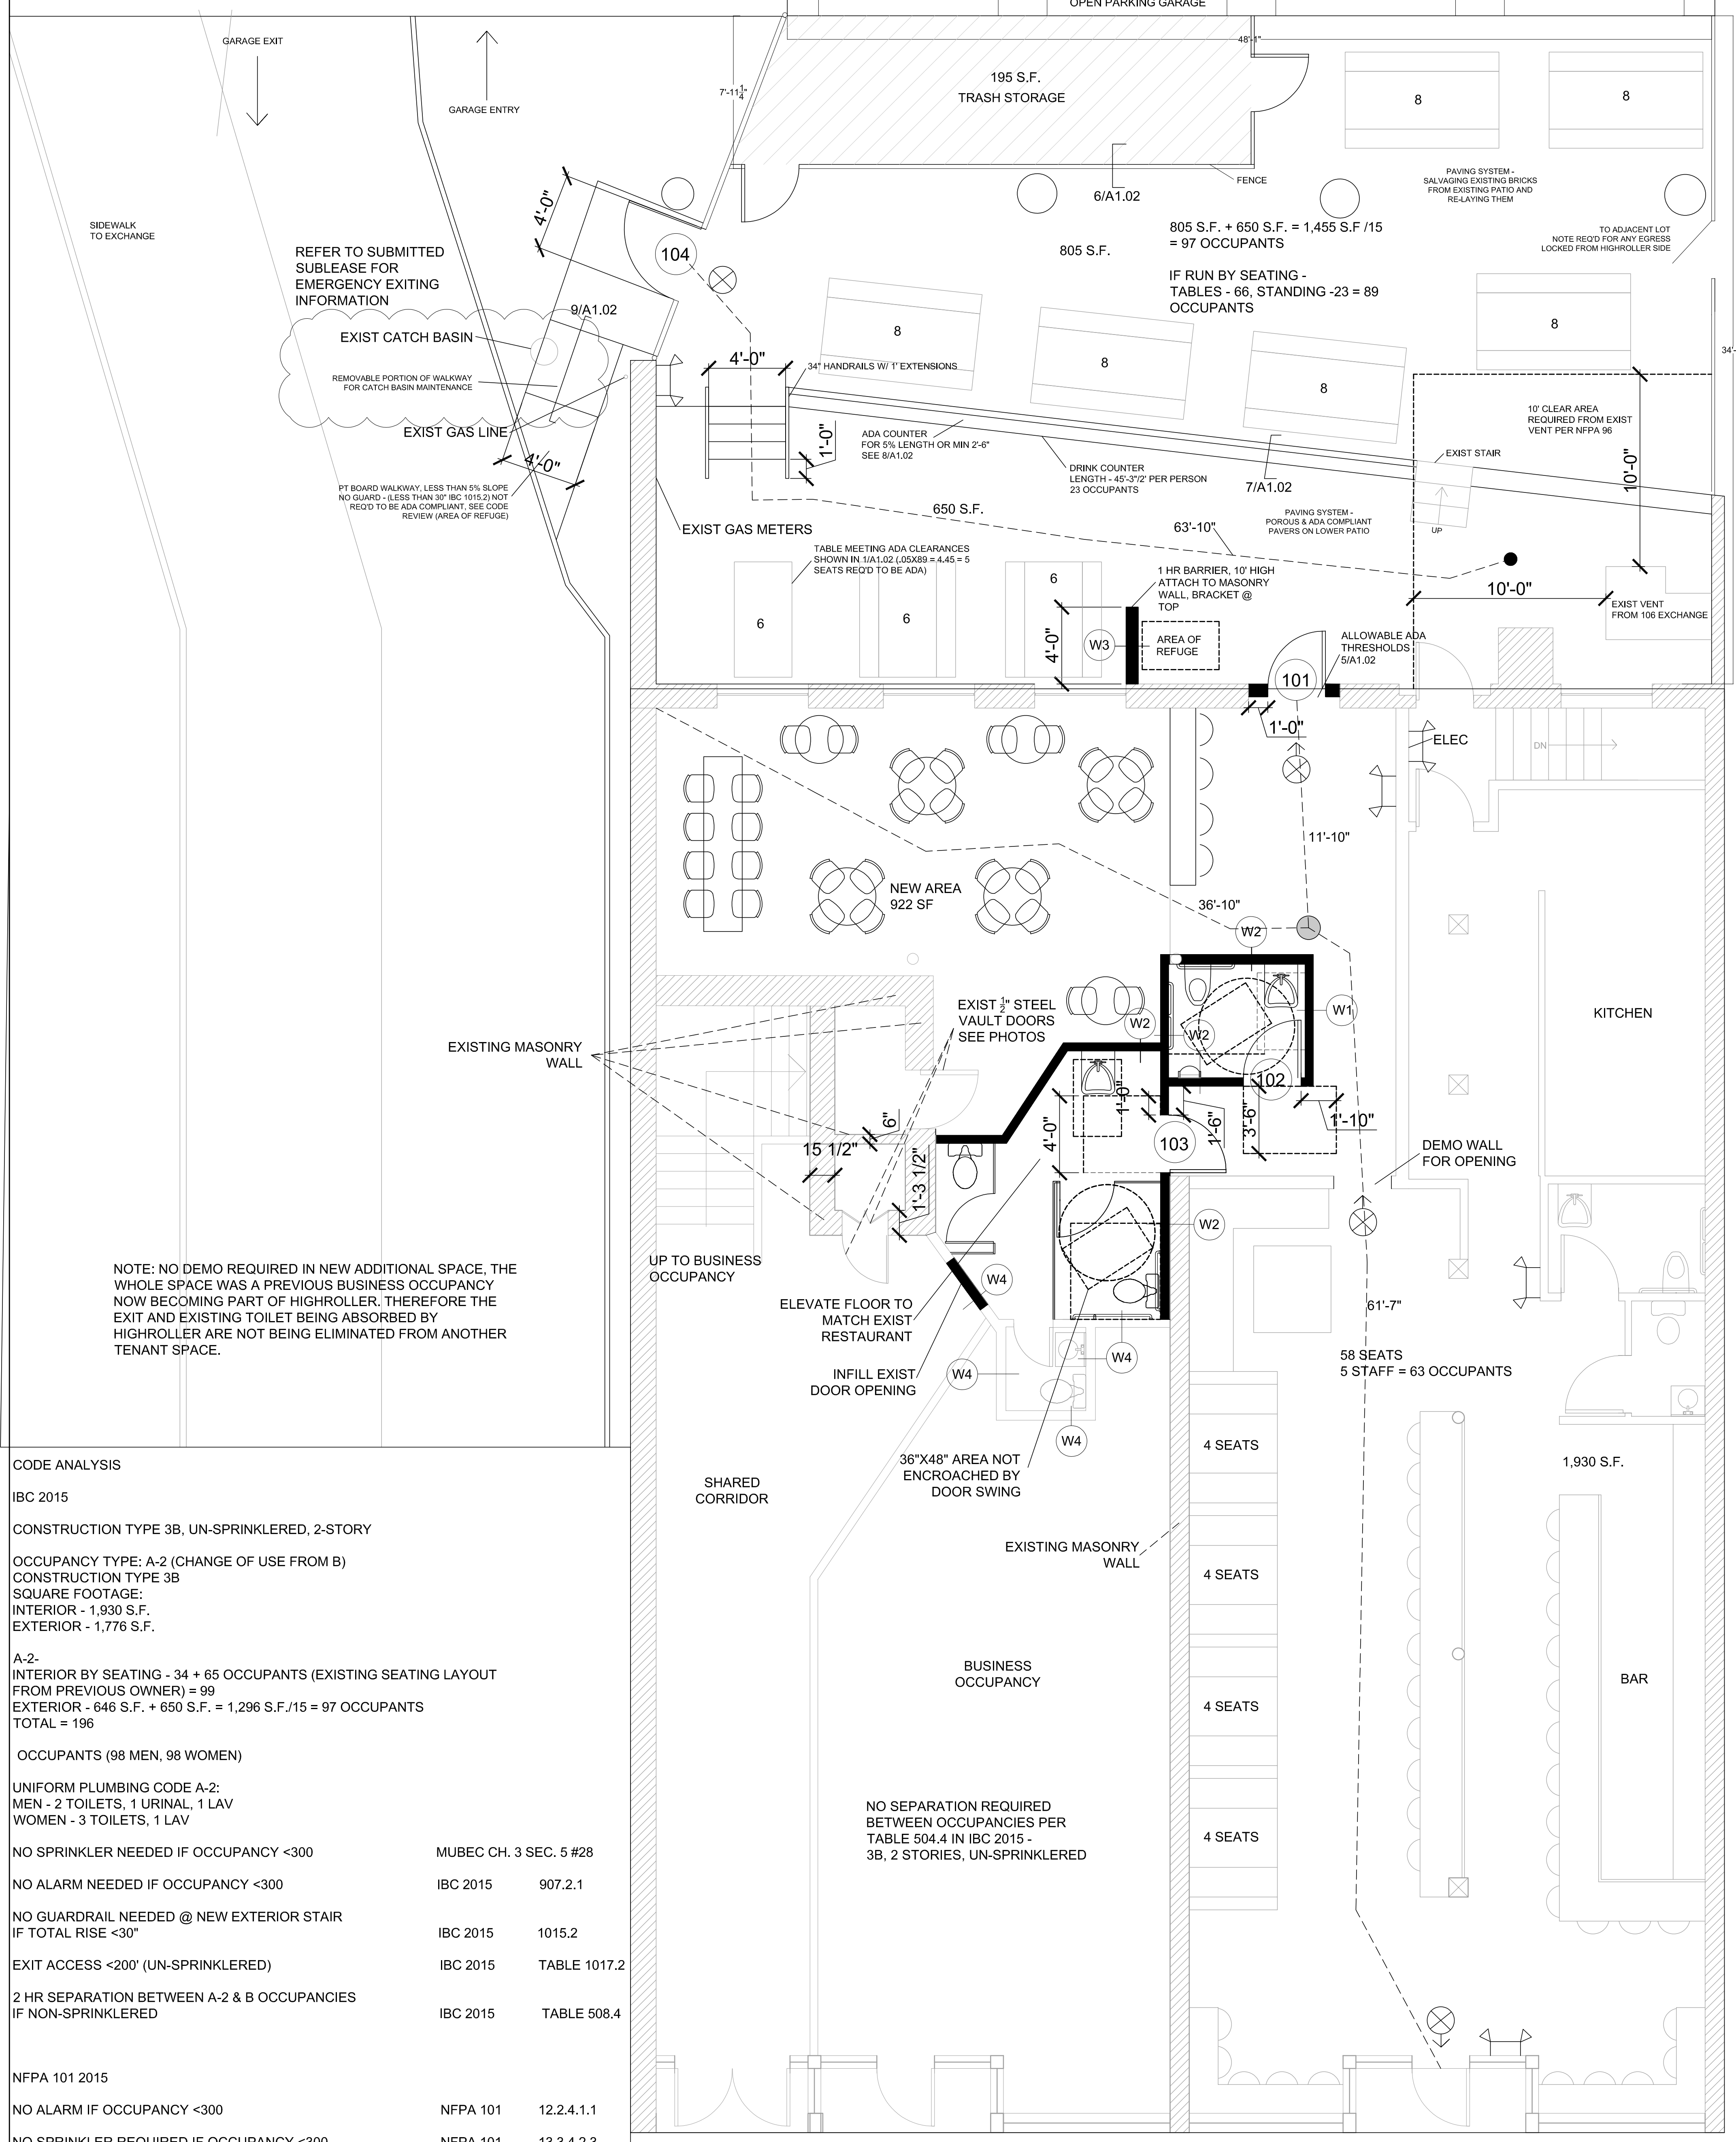 OPEN PARKING GARAGE
GARAGE EXIT
GARAGE ENTRY
48'-1"
7'-11 1/4"
195 S.F.
TRASH STORAGE
8
8
FENCE
6/A1.02
PAVING SYSTEM -
SALVAGING EXISTING BRICKS
FROM EXISTING PATIO AND
RE-LAYING THEM
4'-0"
SIDEWALK
TO EXCHANGE
104
805 S.F.
805 S.F. + 650 S.F. = 1,455 S.F /15
= 97 OCCUPANTS
IF RUN BY SEATING -
TABLES - 66, STANDING -23 = 89
OCCUPANTS
TO ADJACENT LOT
NOTE REQ'D FOR ANY EGRESS
LOCKED FROM HIGHROLLER SIDE
REFER TO SUBMITTED
SUBLEASE FOR
EMERGENCY EXITING
INFORMATION
9/A1.02
EXIST CATCH BASIN
REMOVABLE PORTION OF WALKWAY
FOR CATCH BASIN MAINTENANCE
EXIST GAS LINE
4'-0"
PT BOARD WALKWAY, LESS THAN 5% SLOPE
NO GUARD - (LESS THAN 30" IBC 1015.2) NOT
REQ'D TO BE ADA COMPLIANT, SEE CODE
REVIEW (AREA OF REFUGE)
4'-0"
34" HANDRAILS W/ 1' EXTENSIONS
8
8
8
8
34'-
1'-0"
ADA COUNTER
FOR 5% LENGTH OR MIN 2'-6"
SEE 8/A1.02
DRINK COUNTER
LENGTH - 45'-3"/2' PER PERSON
23 OCCUPANTS
7/A1.02
10' CLEAR AREA
REQUIRED FROM EXIST
VENT PER NFPA 96
EXIST STAIR
10'-0"
UP
650 S.F.
63'-10"
PAVING SYSTEM -
POROUS & ADA COMPLIANT
PAVERS ON LOWER PATIO
EXIST GAS METERS
TABLE MEETING ADA CLEARANCES
SHOWN IN 1/A1.02 (.05X89 = 4.45 = 5
SEATS REQ'D TO BE ADA)
6
6
6
1 HR BARRIER, 10' HIGH
ATTACH TO MASONRY
WALL, BRACKET @
TOP
4'-0"
W3
AREA OF
REFUGE
10'-0"
EXIST VENT
FROM 106 EXCHANGE
ALLOWABLE ADA
THRESHOLDS
5/A1.02
101
1'-0"
ELEC
DN
11'-10"
NEW AREA
922 SF
36'-10"
W2
W1
KITCHEN
EXIST 1/2" STEEL
VAULT DOORS
SEE PHOTOS
W2
W2
EXISTING MASONRY
WALL
102
1'-0"
1'-6"
3'-6"
1'-10"
6"
15 1/2"
1'-3 1/2"
4'-0"
103
DEMO WALL
FOR OPENING
W2
UP TO BUSINESS
OCCUPANCY
W4
ELEVATE FLOOR TO
MATCH EXIST
RESTAURANT
61'-7"
NOTE: NO DEMO REQUIRED IN NEW ADDITIONAL SPACE, THE
WHOLE SPACE WAS A PREVIOUS BUSINESS OCCUPANCY
NOW BECOMING PART OF HIGHROLLER. THEREFORE THE
EXIT AND EXISTING TOILET BEING ABSORBED BY
HIGHROLLER ARE NOT BEING ELIMINATED FROM ANOTHER
TENANT SPACE.
INFILL EXIST
DOOR OPENING
W4
W4
W4
58 SEATS
5 STAFF = 63 OCCUPANTS
36"X48" AREA NOT
ENCROACHED BY
DOOR SWING
4 SEATS
1,930 S.F.
SHARED
CORRIDOR
EXISTING MASONRY
WALL
4 SEATS
BUSINESS
OCCUPANCY
4 SEATS
BAR
NO SEPARATION REQUIRED
BETWEEN OCCUPANCIES PER
TABLE 504.4 IN IBC 2015 -
3B, 2 STORIES, UN-SPRINKLERED
4 SEATS
CODE ANALYSIS
IBC 2015
CONSTRUCTION TYPE 3B, UN-SPRINKLERED, 2-STORY
OCCUPANCY TYPE: A-2 (CHANGE OF USE FROM B)
CONSTRUCTION TYPE 3B
SQUARE FOOTAGE:
INTERIOR - 1,930 S.F.
EXTERIOR - 1,776 S.F.
A-2-
INTERIOR BY SEATING - 34 + 65 OCCUPANTS (EXISTING SEATING LAYOUT
FROM PREVIOUS OWNER) = 99
EXTERIOR - 646 S.F. + 650 S.F. = 1,296 S.F./15 = 97 OCCUPANTS
TOTAL = 196
OCCUPANTS (98 MEN, 98 WOMEN)
UNIFORM PLUMBING CODE A-2:
MEN - 2 TOILETS, 1 URINAL, 1 LAV
WOMEN - 3 TOILETS, 1 LAV
NO SPRINKLER NEEDED IF OCCUPANCY <300 MUBEC CH. 3 SEC. 5 #28
NO ALARM NEEDED IF OCCUPANCY <300 IBC 2015 907.2.1
NO GUARDRAIL NEEDED @ NEW EXTERIOR STAIR
IF TOTAL RISE <30" IBC 2015 1015.2
EXIT ACCESS <200' (UN-SPRINKLERED) IBC 2015 TABLE 1017.2
2 HR SEPARATION BETWEEN A-2 & B OCCUPANCIES
IF NON-SPRINKLERED IBC 2015 TABLE 508.4
NFPA 101 2015
NO ALARM IF OCCUPANCY <300 NFPA 101 12.2.4.1.1
NO SPRINKLER REQUIRED IF OCCUPANCY <300 NFPA 101 13.3.4.2.3